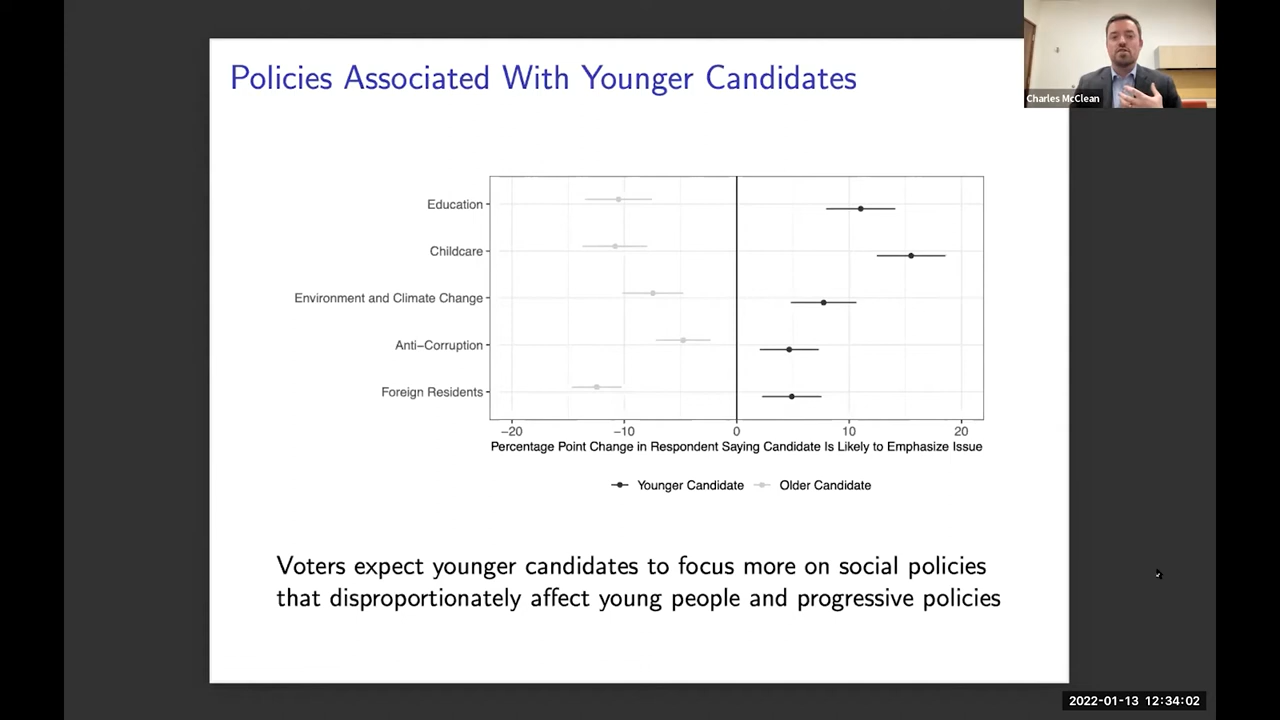 Policies Associated With Younger Candidates
Charles McClean
Education
Childcare
Environment and Climate Change
Anti−Corruption
Foreign Residents
−20 −10 0 10 20
Percentage Point Change in Respondent Saying Candidate Is Likely to Emphasize Issue
Younger Candidate Older Candidate
Voters expect younger candidates to focus more on social policies
that disproportionately affect young people and progressive policies
2022-01-13 12:34:02